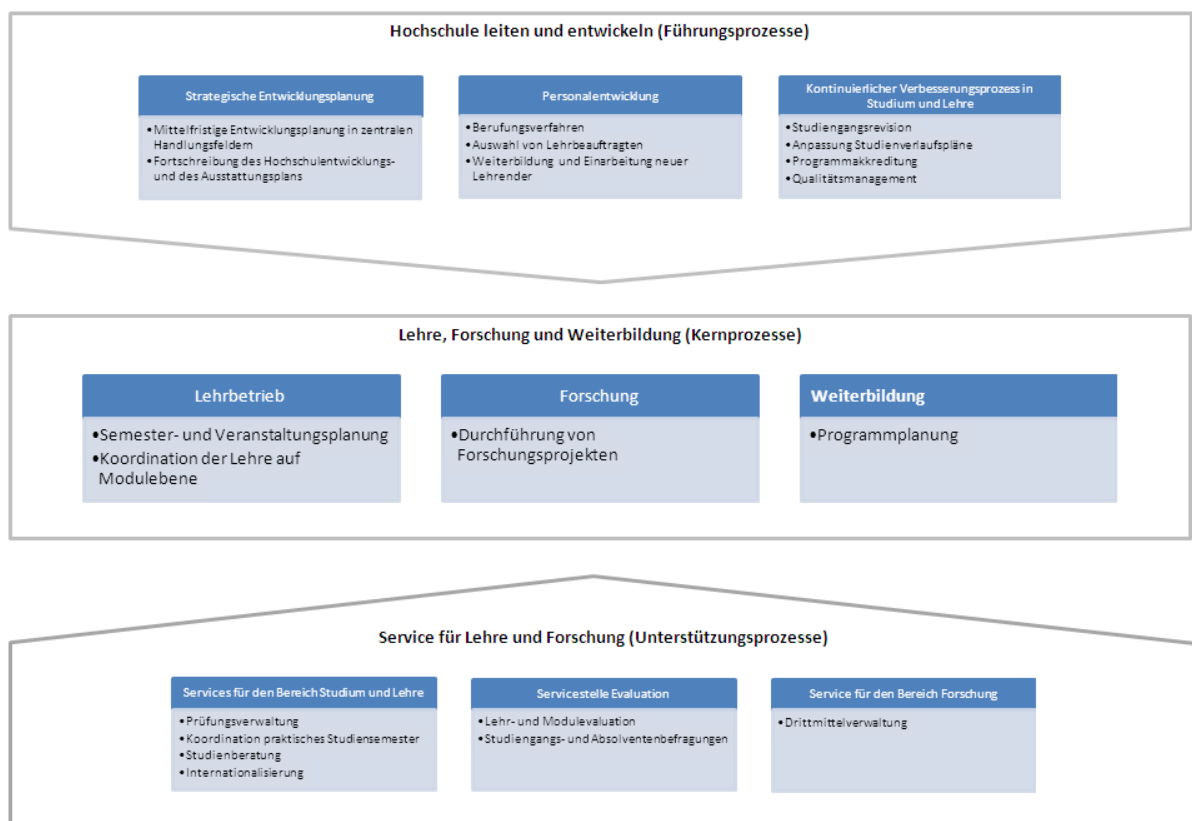 Hochschule leiten und entwickeln (Führungsprozesse)
Strategische Entwicklungsplanung
•Mittelfristige Entwicklungsplanung in zentralen
Handlungsfeldern
•Fortschreibung des Hochschulentwicklungs-
und des Ausstattungsplans
Personalentwicklung
•Berufungsverfahren
•Auswahl von Lehrbeauftragten
•Weiterbildung und Einarbeitung neuer
Lehrender
Kontinuierlicher Verbesserungsprozess in
Studium und Lehre
•Studiengangsrevision
•Anpassung Studienverlaufspläne
•Programmakkreditung
•Qualitätsmanagement
Lehre, Forschung und Weiterbildung (Kernprozesse)
Lehrbetrieb
•Semester- und Veranstaltungsplanung
•Koordination der Lehre auf
Modulebene
Forschung
•Durchführung von
Forschungsprojekten
Weiterbildung
•Programmplanung
Service für Lehre und Forschung (Unterstützungsprozesse)
Services für den Bereich Studium und Lehre
•Prüfungsverwaltung
•Koordination praktisches Studiensemester
•Studienberatung
•Internationalisierung
Servicestelle Evaluation
•Lehr- und Modulevaluation
•Studiengangs- und Absolventenbefragungen
Service für den Bereich Forschung
•Drittmittelverwaltung